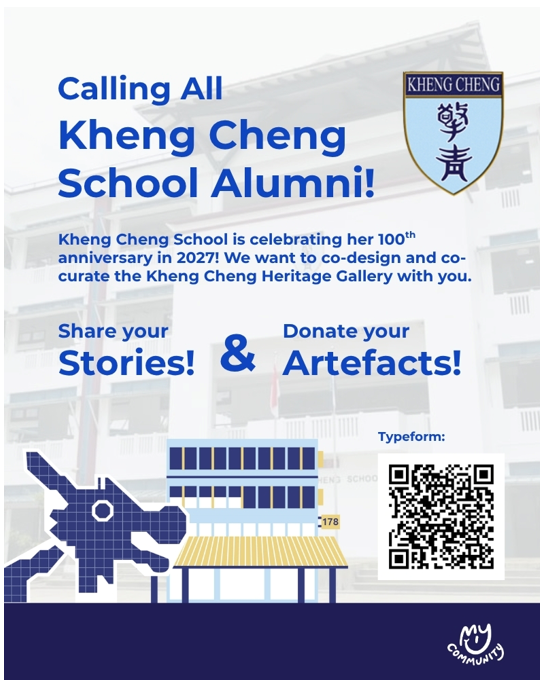 Calling All
Kheng Cheng
School Alumni!
KHENG CHENG
Kheng Cheng School is celebrating her 100th
anniversary in 2027! We want to co-design and co-
curate the Kheng Cheng Heritage Gallery with you.
Share your
Stories!
&
Donate your
Artefacts!
Typeform:
178
MY
COMMUNITY